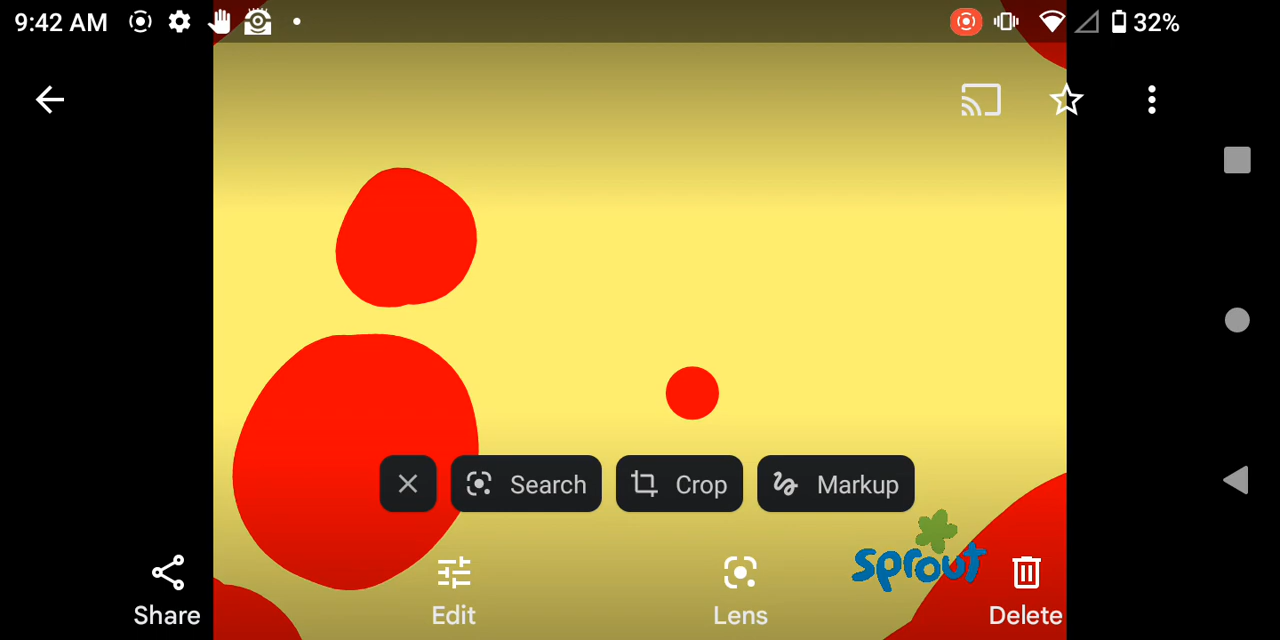 9:42 AM
32%
Search
Crop
Markup
sprout
Share
Edit
Lens
Delete